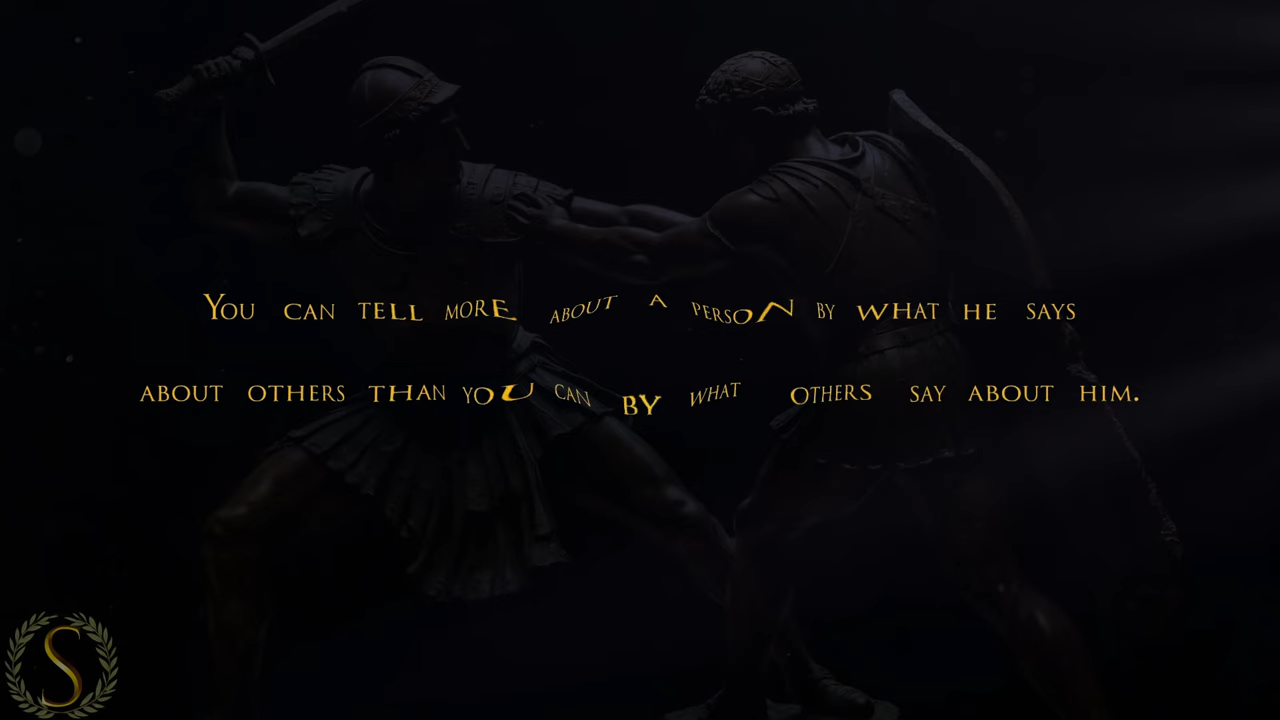 You can tell more about a person by what he says
about others than you can by what others say about him.
S